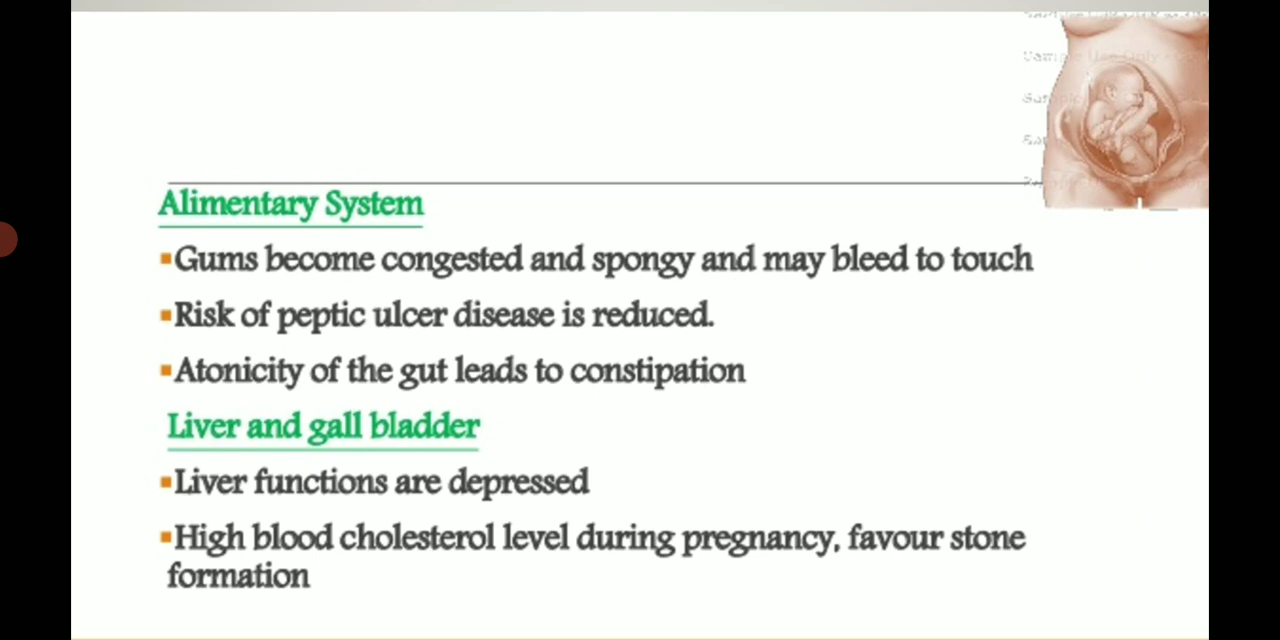 Alimentary System
▪Gums become congested and spongy and may bleed to touch
▪Risk of peptic ulcer disease is reduced.
▪Atonicity of the gut leads to constipation
Liver and gall bladder
▪Liver functions are depressed
▪High blood cholesterol level during pregnancy, favour stone
formation